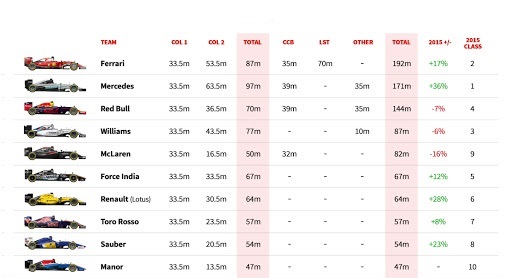 TEAM COL 1 COL 2 TOTAL CCB LST OTHER TOTAL 2015 +/- 2015 CLASS
Ferrari 33.5m 53.5m 87m 35m 70m - 192m +17% 2
Mercedes 33.5m 63.5m 97m 39m - 35m 171m +36% 1
Red Bull 33.5m 36.5m 70m 39m - 35m 144m -7% 4
Williams 33.5m 43.5m 77m - - 10m 87m -6% 3
McLaren 33.5m 16.5m 50m 32m - - 82m -16% 9
Force India 33.5m 33.5m 67m - - - 67m +12% 5
Renault (Lotus) 33.5m 30.5m 64m - - - 64m +28% 6
Toro Rosso 33.5m 23.5m 57m - - - 57m +8% 7
Sauber 33.5m 20.5m 54m - - - 54m +23% 8
Manor 33.5m 13.5m 47m - - - 47m - 10